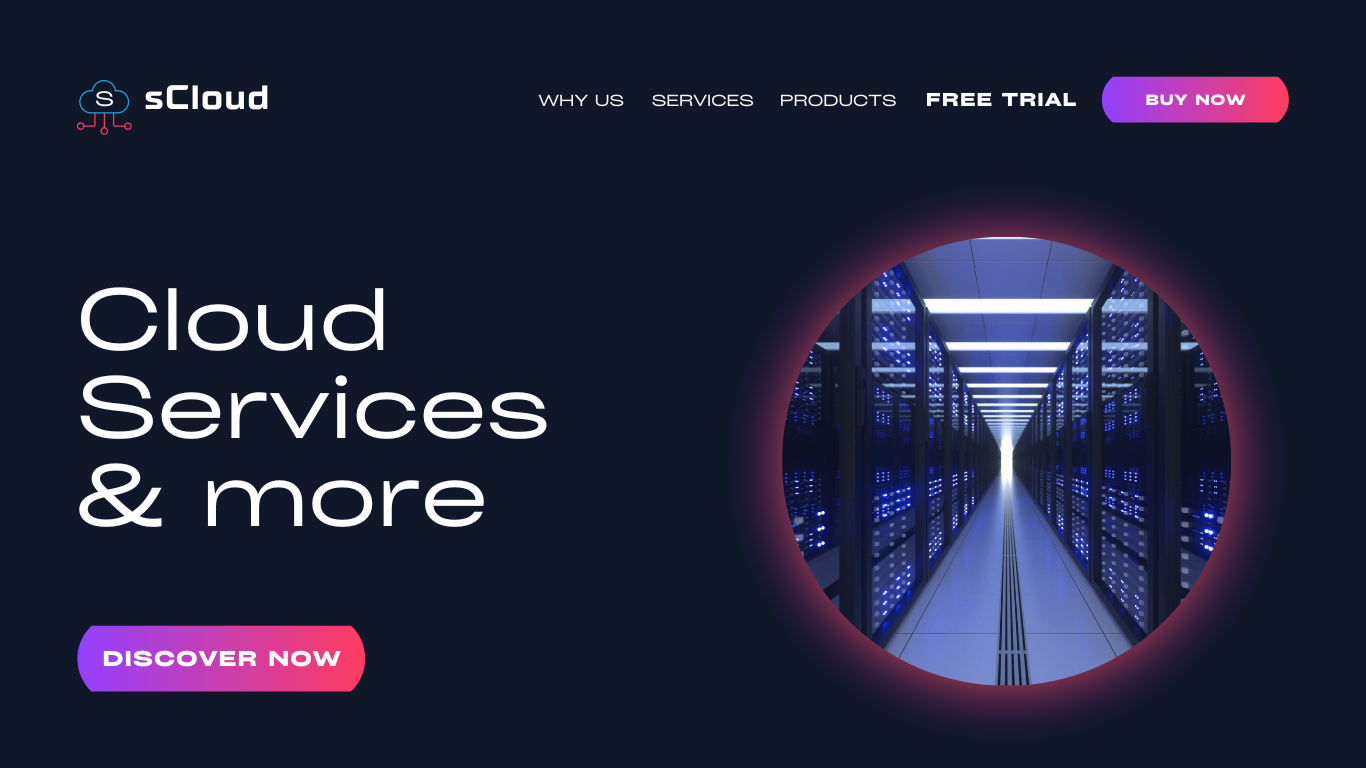 S
sCloud
WHY US SERVICES PRODUCTS FREE TRIAL BUY NOW
Cloud
Services
& more
DISCOVER NOW